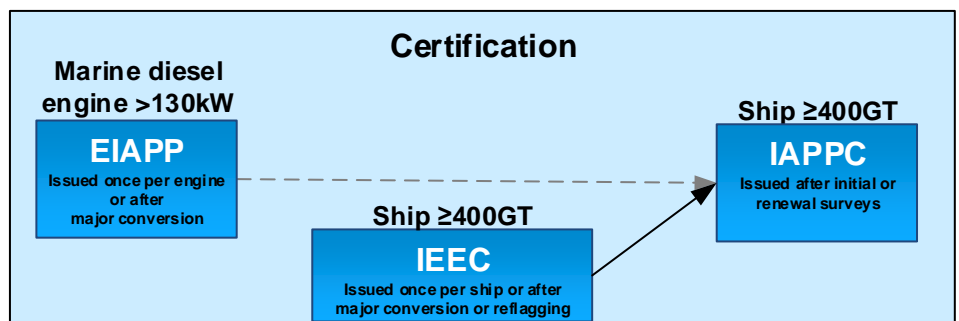 Certification
Marine diesel
engine >130kW
EIAPP
Issued once per engine
or after
major conversion
Ship ≥400GT
IAPPC
Issued after initial or
renewal surveys
Ship ≥400GT
IEEC
Issued once per ship or after
major conversion or reflagging